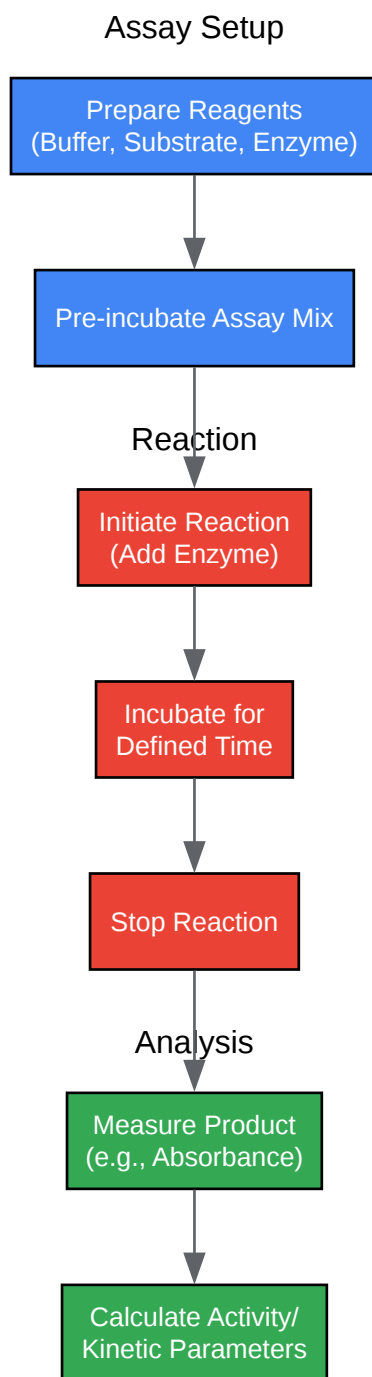 Assay Setup
Prepare Reagents
(Buffer, Substrate, Enzyme)
Pre-incubate Assay Mix
Reaction
Initiate Reaction
(Add Enzyme)
Incubate for
Defined Time
Stop Reaction
Analysis
Measure Product
(e.g., Absorbance)
Calculate Activity/
Kinetic Parameters